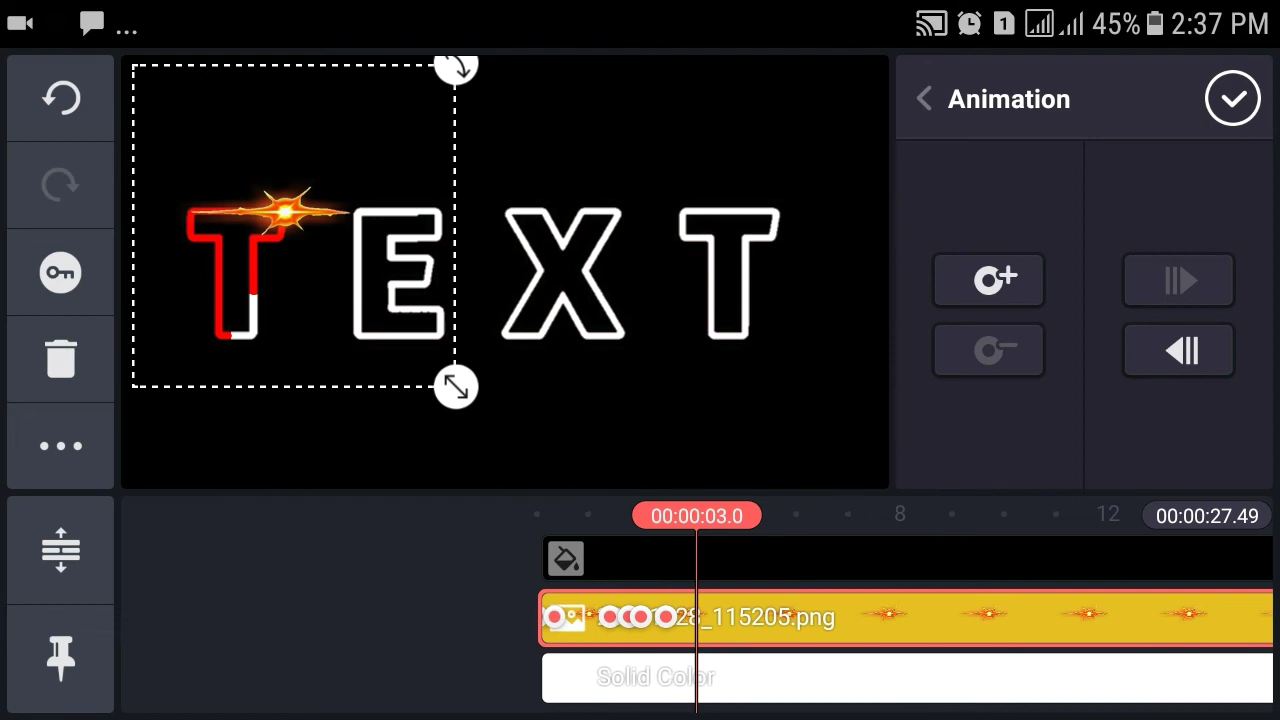 ... 1 45% 2:37 PM
Animation
TEXT
00:00:03.0 8 12 00:00:27.49
28_115205.png
Solid Color